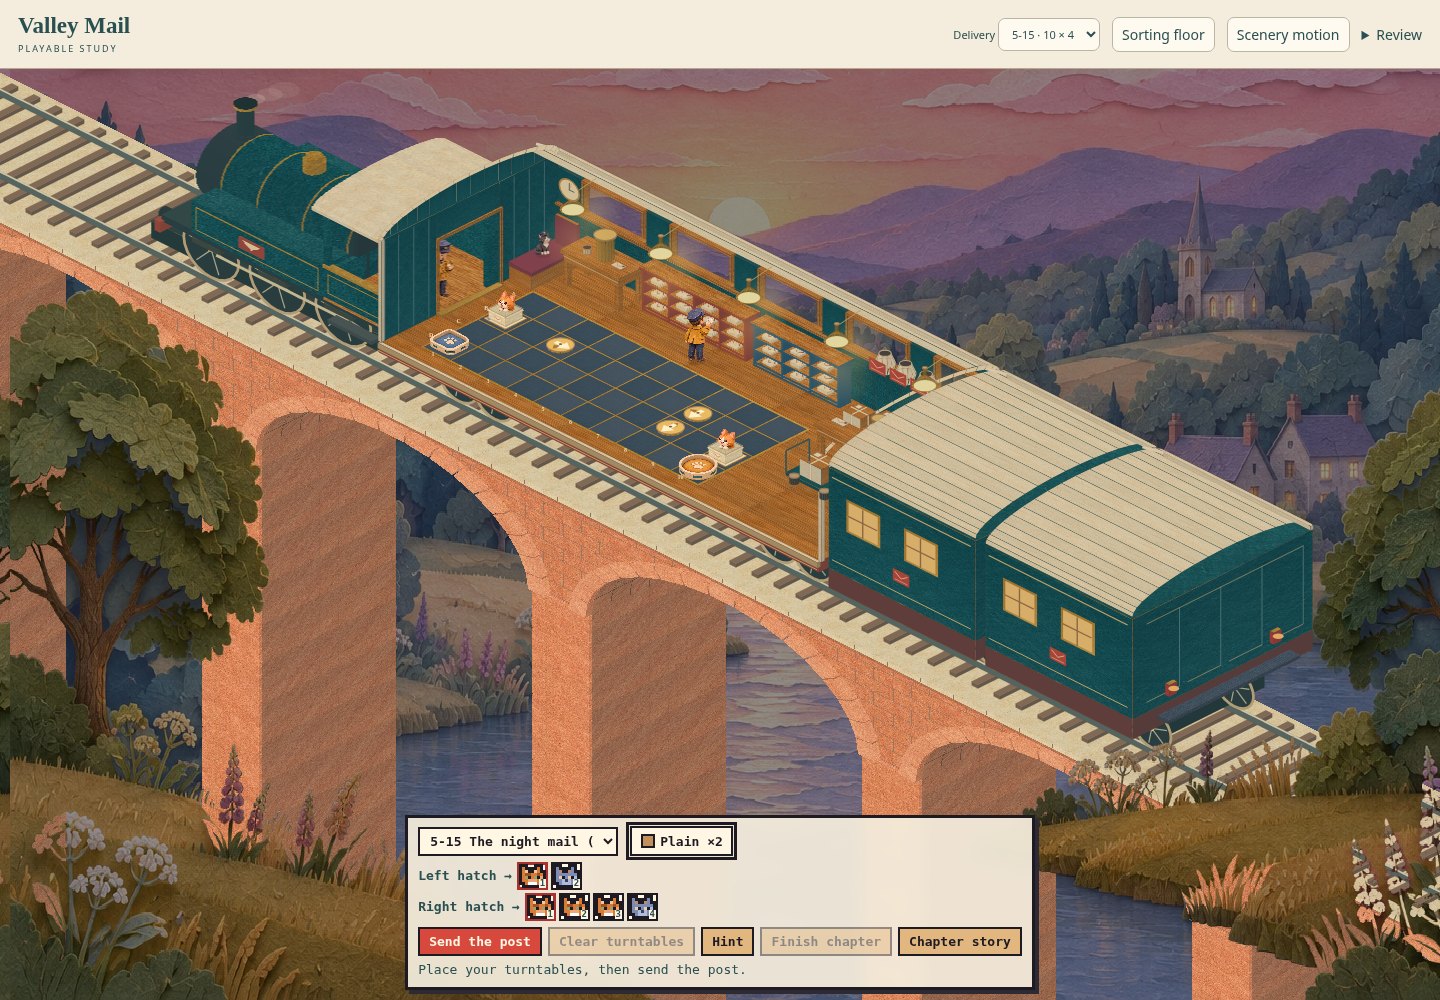 Valley Mail
PLAYABLE STUDY
Delivery 5-15 · 10 × 4 Sorting floor Scenery motion ▶ Review
5-15 The night mail ( Plain ×2
Left hatch → 1 2
Right hatch → 1 2 3 4
Send the post Clear turntables Hint Finish chapter Chapter story
Place your turntables, then send the post.